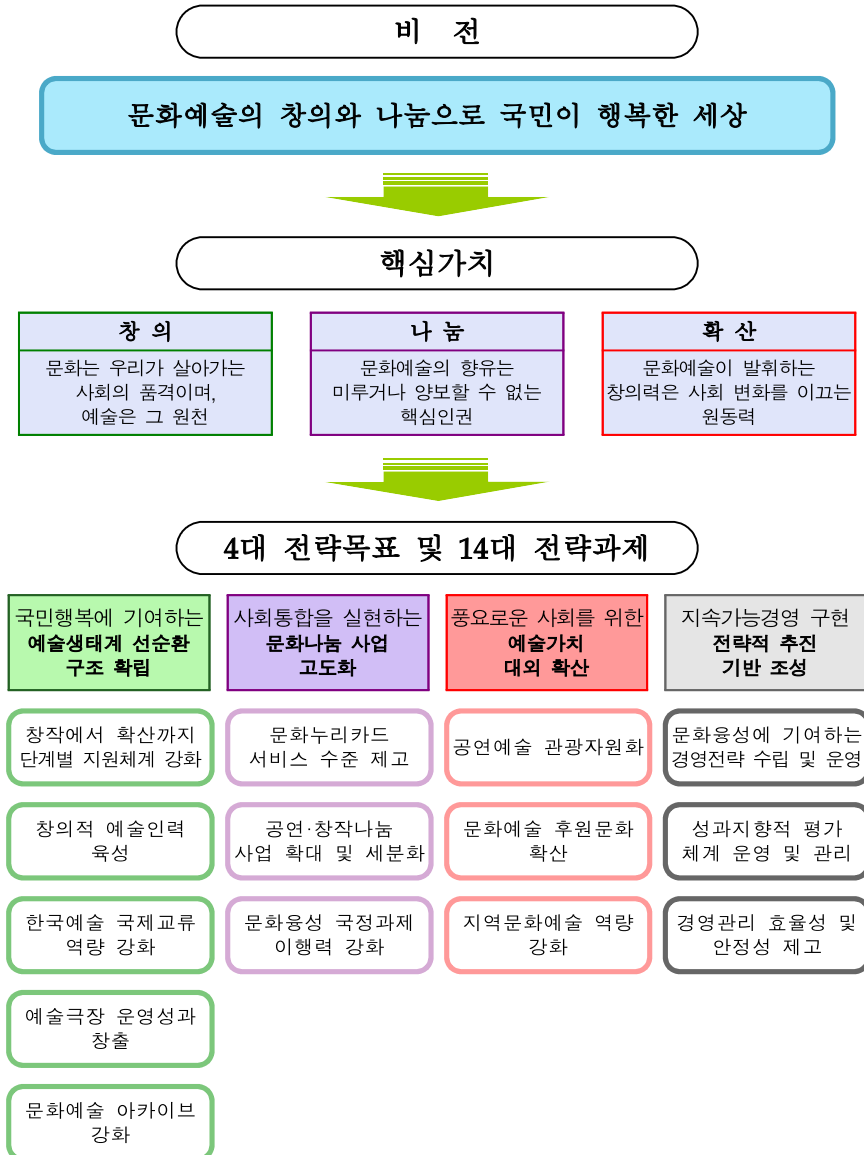 비 전
문화예술의 창의와 나눔으로 국민이 행복한 세상
핵심가치
창 의
문화는 우리가 살아가는
사회의 품격이며,
예술은 그 원천
나 눔
문화예술의 향유는
미루거나 양보할 수 없는
핵심인권
확 산
문화예술이 발휘하는
창의력은 사회 변화를 이끄는
원동력
4대 전략목표 및 14대 전략과제
국민행복에 기여하는
예술생태계 선순환
구조 확립
창작에서 확산까지
단계별 지원체계 강화
창의적 예술인력
육성
한국예술 국제교류
역량 강화
예술극장 운영성과
창출
문화예술 아카이브
강화
사회통합을 실현하는
문화나눔 사업
고도화
문화누리카드
서비스 수준 제고
공연·창작나눔
사업 확대 및 세분화
문화융성 국정과제
이행력 강화
풍요로운 사회를 위한
예술가치
대외 확산
공연예술 관광자원화
문화예술 후원문화
확산
지역문화예술 역량
강화
지속가능경영 구현
전략적 추진
기반 조성
문화융성에 기여하는
경영전략 수립 및 운영
성과지향적 평가
체계 운영 및 관리
경영관리 효율성 및
안정성 제고